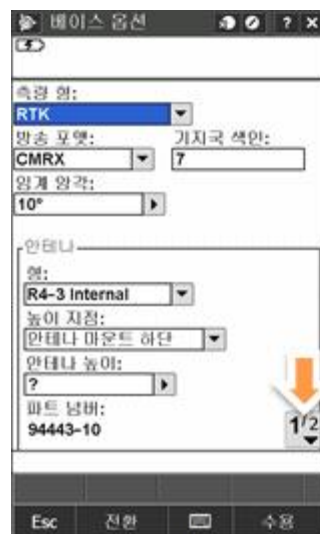 베이스 옵션 ? ×
측량 형:
RTK
방송 포맷: 기지국 색인:
CMRX 7
임계 앙각:
10°
안테나
형:
R4-3 Internal
높이 지점:
안테나 마운트 하단
안테나 높이:
?
파트 넘버:
94443-10
1/2
Esc 전환 수용